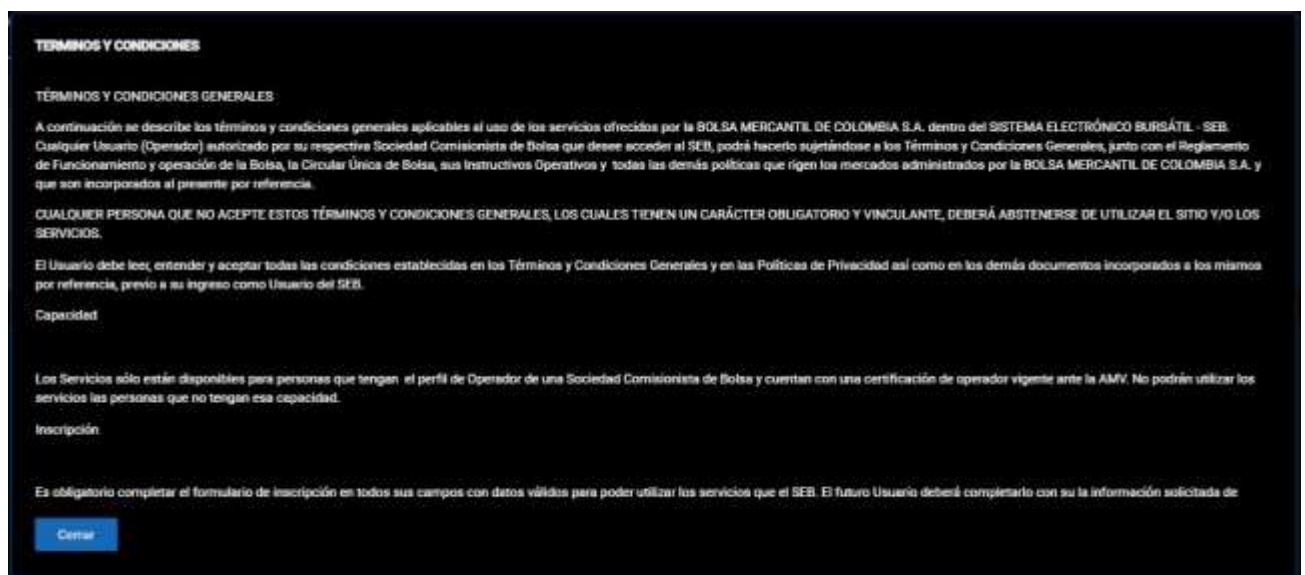 TERMINOS Y CONDICIONES
TÉRMINOS Y CONDICIONES GENERALES
A continuación se describe los términos y condiciones generales aplicables al uso de los servicios ofrecidos por la BOLSA MERCANTIL DE COLOMBIA S.A. dentro del SISTEMA ELECTRÓNICO BURSÁTIL - SEB.
Cualquier Usuario (Operador) autorizado por su respectiva Sociedad Comisionista de Bolsa que desee acceder al SEB, podrá hacerlo sujetándose a los Términos y Condiciones Generales, junto con el Reglamento
de Funcionamiento y operación de la Bolsa, la Circular Única de Bolsa, sus Instructivos Operativos y todas las demás políticas que rigen los mercados administrados por la BOLSA MERCANTIL DE COLOMBIA S.A. y
que son incorporados al presente por referencia.
CUALQUIER PERSONA QUE NO ACEPTE ESTOS TÉRMINOS Y CONDICIONES GENERALES, LOS CUALES TIENEN UN CARÁCTER OBLIGATORIO Y VINCULANTE, DEBERÁ ABSTENERSE DE UTILIZAR EL SITIO Y/O LOS
SERVICIOS.
El Usuario debe leer, entender y aceptar todas las condiciones establecidas en los Términos y Condiciones Generales y en las Políticas de Privacidad así como en los demás documentos incorporados a los mismos
por referencia, previo a su ingreso como Usuario del SEB.
Capacidad
Los Servicios sólo están disponibles para personas que tengan el perfil de Operador de una Sociedad Comisionista de Bolsa y cuentan con una certificación de operador vigente ante la AMV. No podrán utilizar los
servicios las personas que no tengan esa capacidad.
Inscripción
Es obligatorio completar el formulario de inscripción en todos sus campos con datos válidos para poder utilizar los servicios que el SEB. El futuro Usuario deberá completarlo con su la información solicitada de
Cerrar